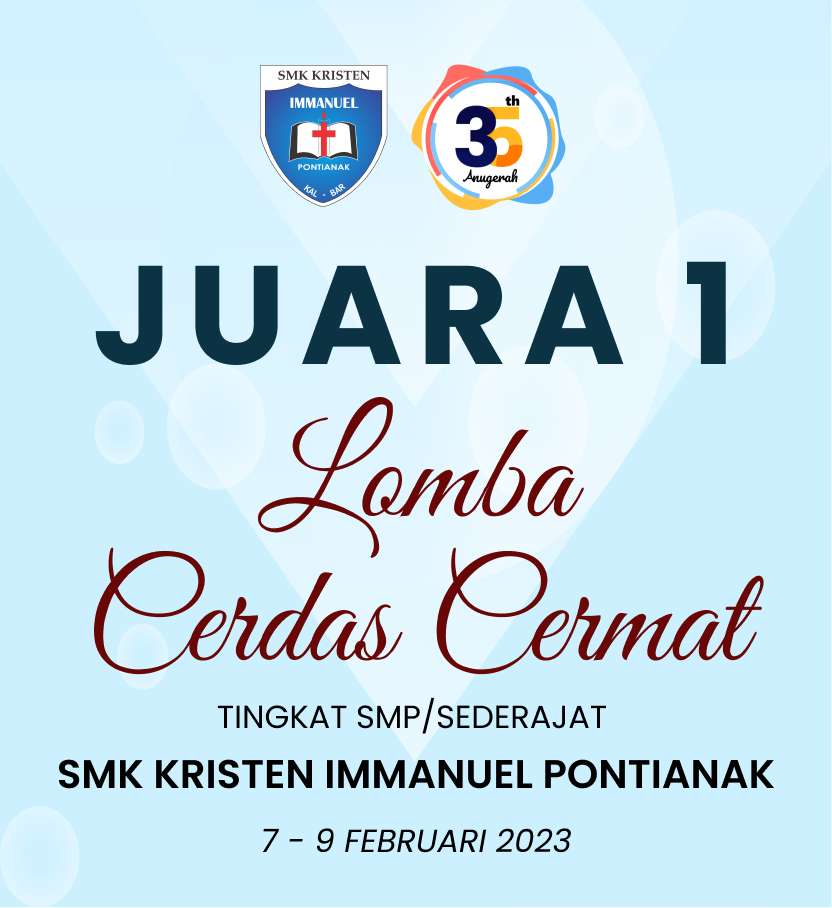 SMK KRISTEN
IMMANUEL
PONTIANAK
KAL - BAR
35th
Anugerah
JUARA 1
Lomba
Cerdas Cermat
TINGKAT SMP/SEDERAJAT
SMK KRISTEN IMMANUEL PONTIANAK
7 - 9 FEBRUARI 2023